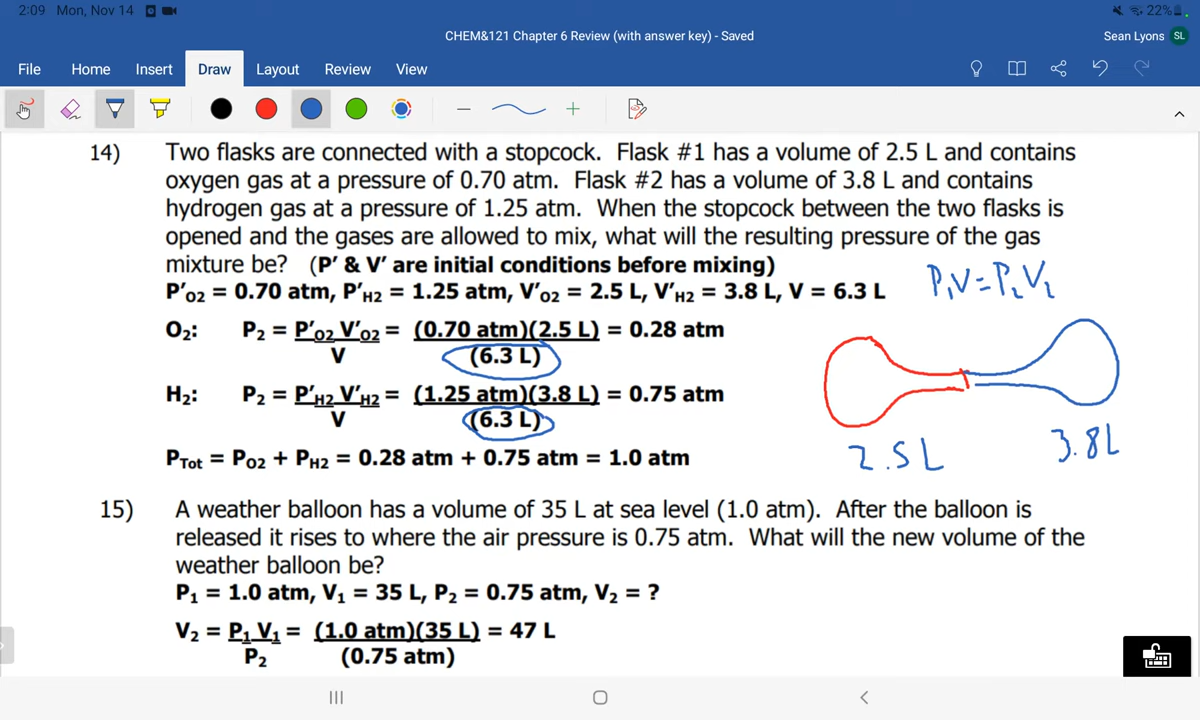 2:09 Mon, Nov 14
22%
CHEM&121 Chapter 6 Review (with answer key) - Saved
Sean Lyons SL
File Home Insert Draw Layout Review View
14) Two flasks are connected with a stopcock. Flask #1 has a volume of 2.5 L and contains
oxygen gas at a pressure of 0.70 atm. Flask #2 has a volume of 3.8 L and contains
hydrogen gas at a pressure of 1.25 atm. When the stopcock between the two flasks is
opened and the gases are allowed to mix, what will the resulting pressure of the gas
mixture be? (P′ & V′ are initial conditions before mixing)
P₁V=P₂V₂
P′O2 = 0.70 atm, P′H2 = 1.25 atm, V′O2 = 2.5 L, V′H2 = 3.8 L, V = 6.3 L
O₂: P₂ = P′O2 V′O2 = (0.70 atm)(2.5 L) = 0.28 atm
V (6.3 L)
H₂: P₂ = P′H2 V′H2 = (1.25 atm)(3.8 L) = 0.75 atm
V (6.3 L)
2.5L 3.8L
PTot = PO2 + PH2 = 0.28 atm + 0.75 atm = 1.0 atm
15) A weather balloon has a volume of 35 L at sea level (1.0 atm). After the balloon is
released it rises to where the air pressure is 0.75 atm. What will the new volume of the
weather balloon be?
P₁ = 1.0 atm, V₁ = 35 L, P₂ = 0.75 atm, V₂ = ?
V₂ = P₁ V₁ = (1.0 atm)(35 L) = 47 L
P₂ (0.75 atm)